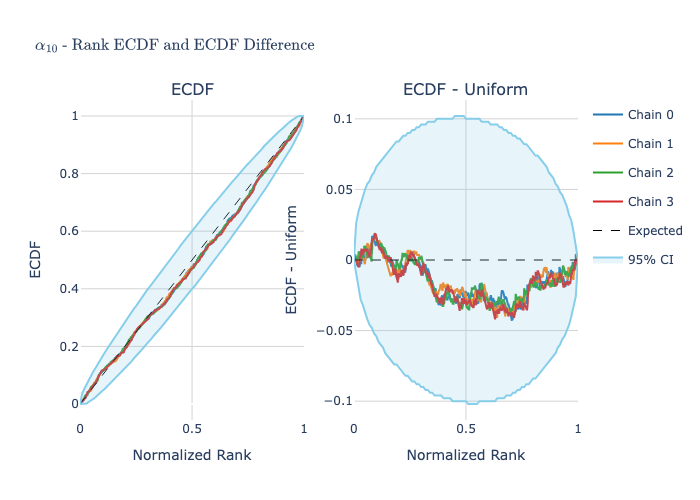 α₁₀ - Rank ECDF and ECDF Difference
ECDF
ECDF - Uniform
1
0.8
0.6
0.4
0.2
0
0
0.5
1
Normalized Rank
ECDF
0.1
0.05
0
−0.05
−0.1
0
0.5
1
Normalized Rank
ECDF - Uniform
Chain 0
Chain 1
Chain 2
Chain 3
Expected
95% CI